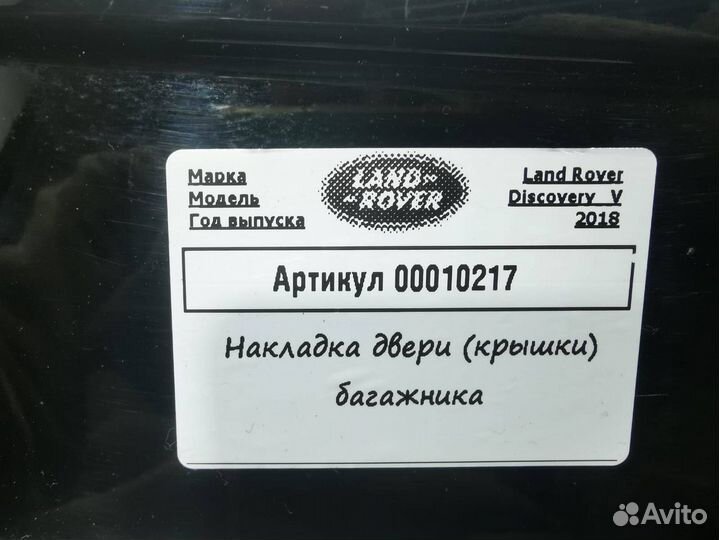 Марка LAND Land Rover
Модель ROVER Discovery V
Год выпуска 2018
Артикул 00010217
Накладка двери (крышки)
багажника
Avito